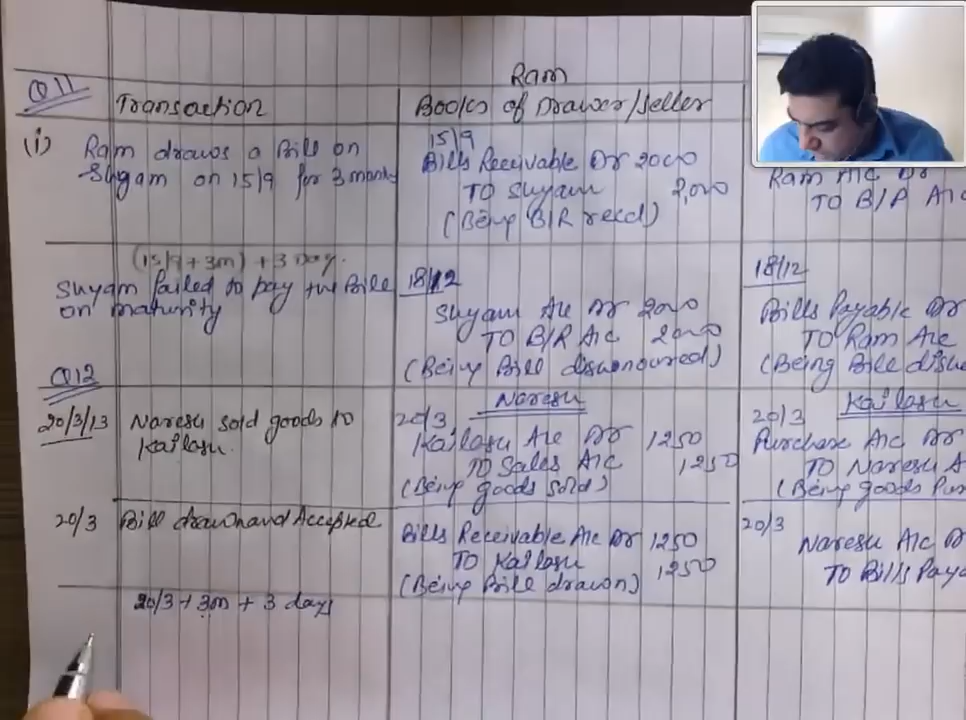 Ram
Q11
Transaction
Books of Drawer/Seller
(i) Ram draws a Bill on
Shyam on 15/9 for 3 months
15/9
Bills Receivable Dr 2000
To Shyam 2,000
(Being B/R recd)
Ram A/c Dr
To B/P A/c
(15/9 + 3m) + 3 Day.
Shyam failed to pay the Bill
on maturity
18/12
Shyam A/c Dr 2000
To B/R A/c 2000
(Being Bill dishonoured)
18/12
Bills Payable Dr
To Ram A/c
(Being Bill disho
Q12
Naresh
Kailash
20/3/13 Naresh sold goods to
Kailash.
20/3
Kailash A/c Dr 1250
To Sales A/c 1250
(Being goods sold)
20/3
Purchase A/c Dr
To Naresh A
(Being goods Pur
20/3 Bill drawn and Accepted
Bills Receivable A/c Dr 1250
To Kailash 1250
(Being Bill drawn)
20/3
Naresh A/c Dr
To Bills Paya
20/3 + 3m + 3 days